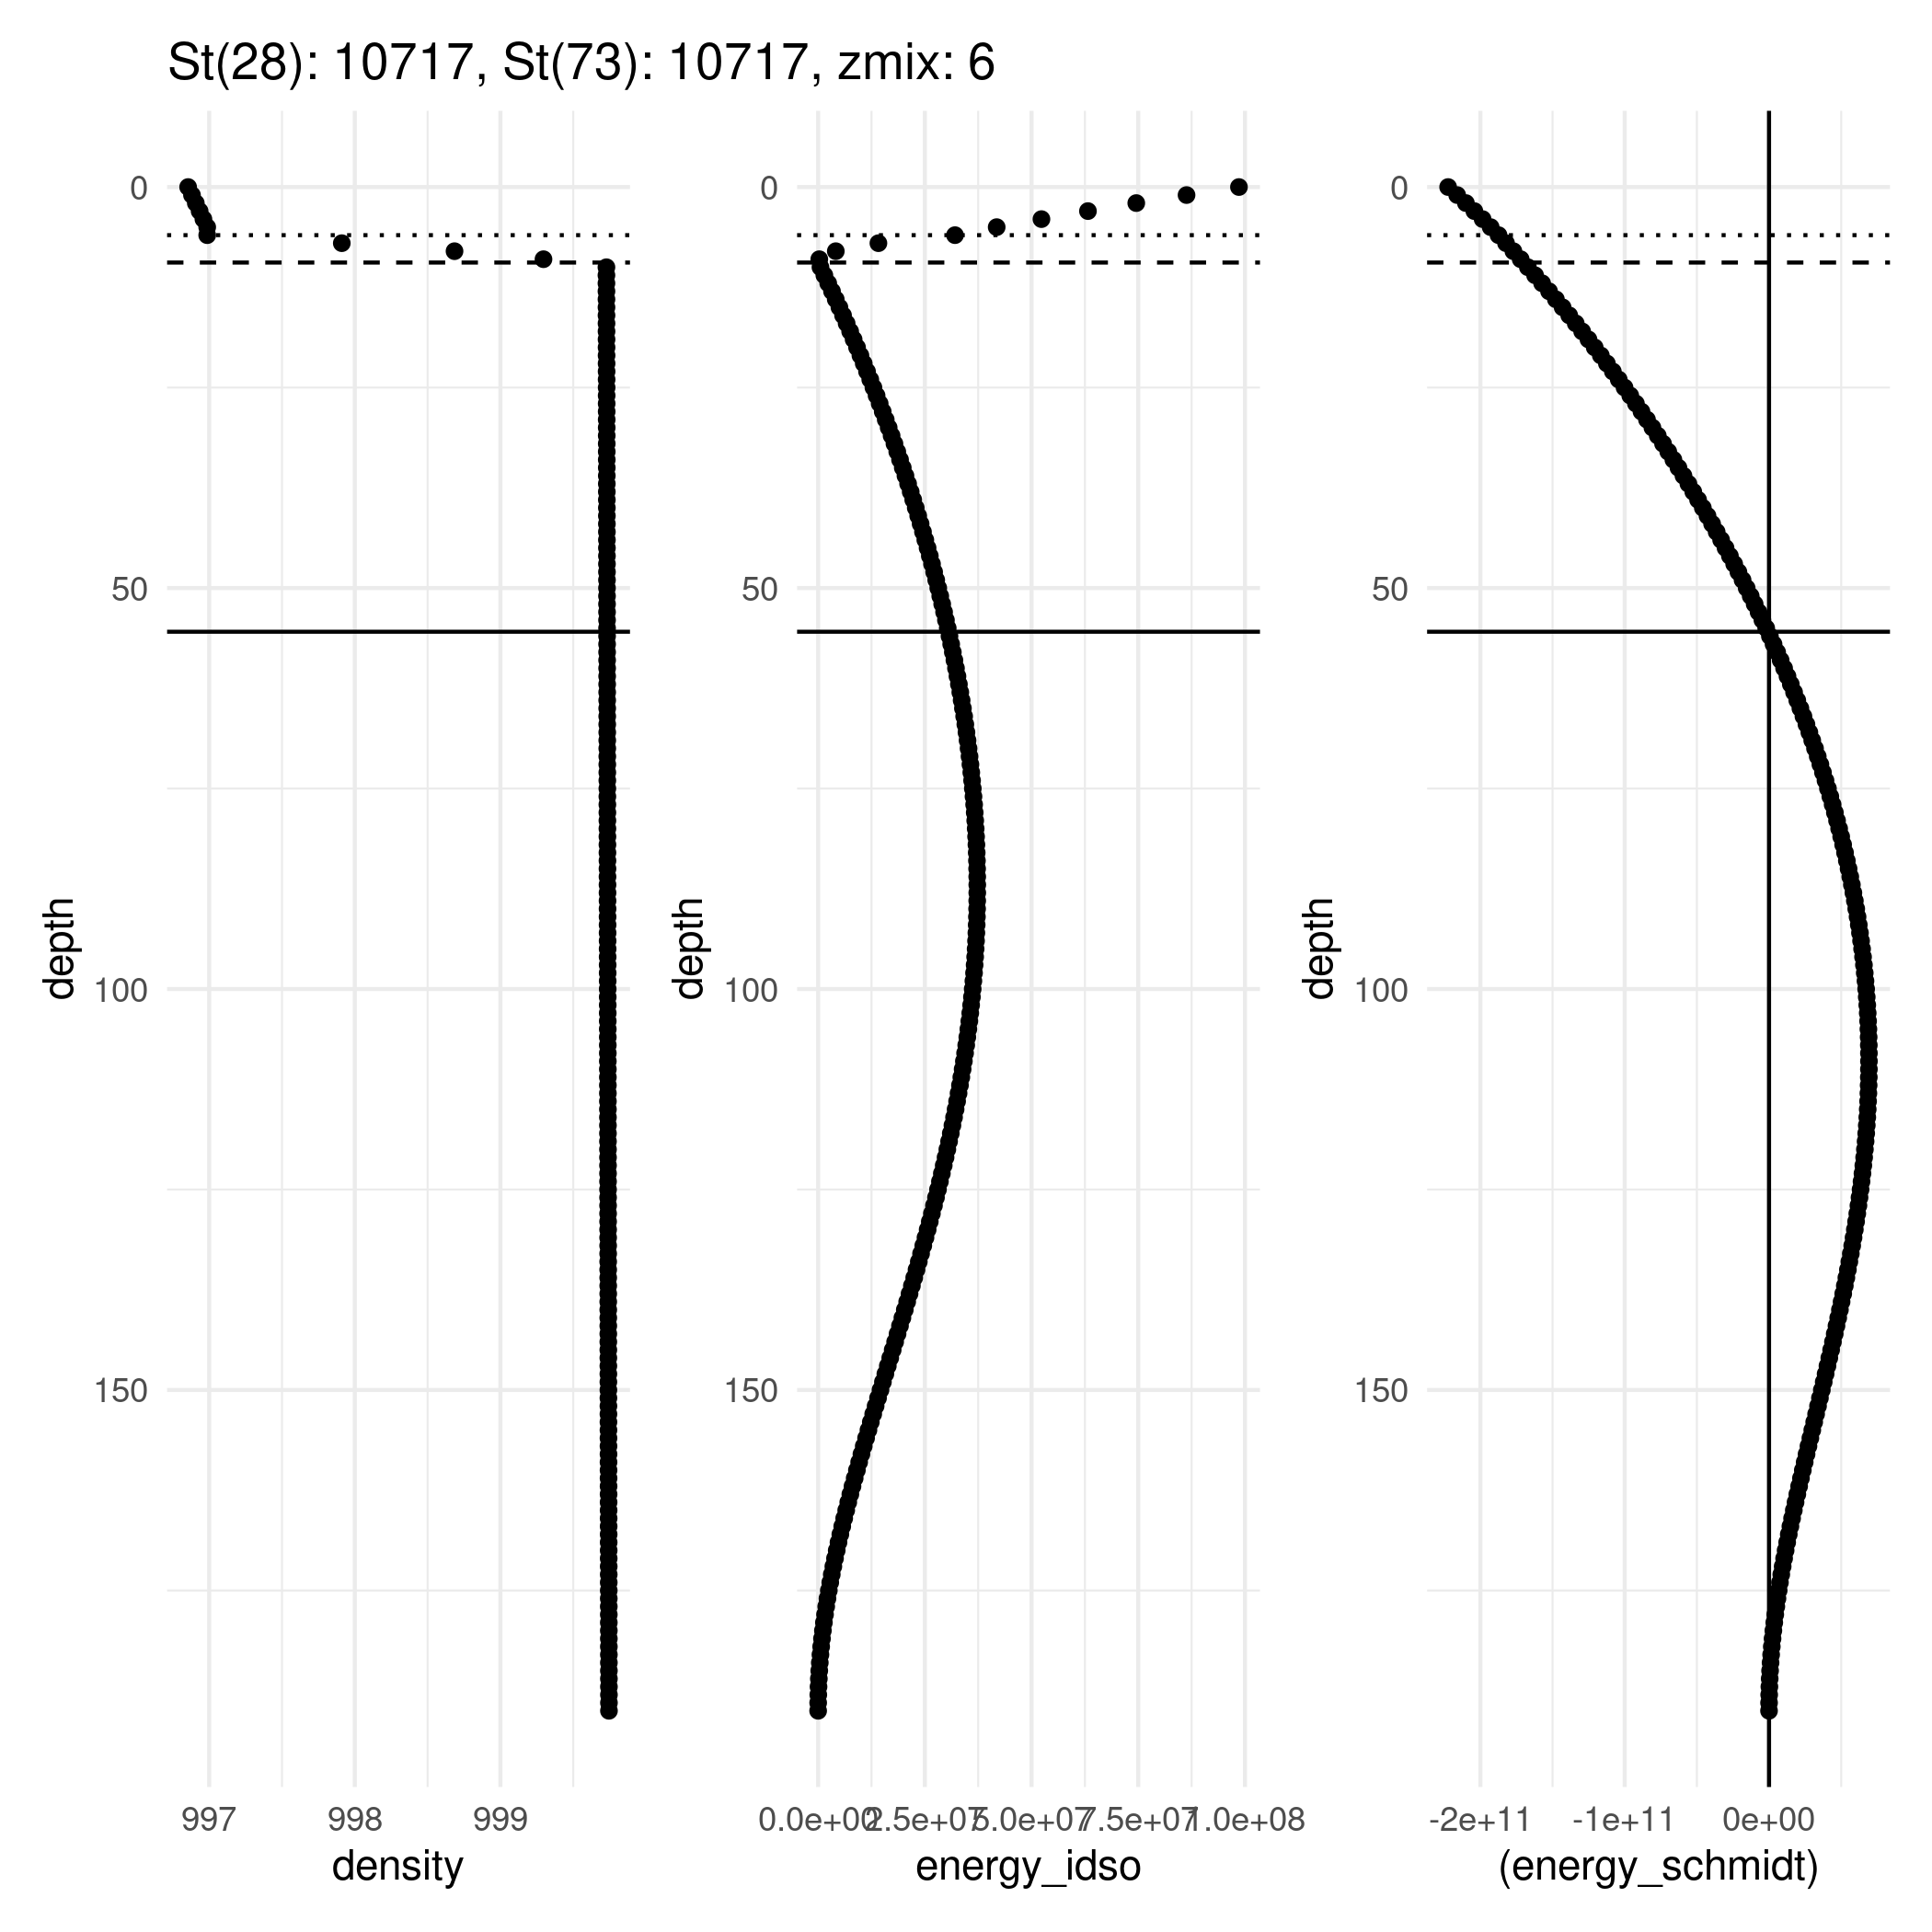 St(28): 10717, St(73): 10717, zmix: 6
0
50
100
150
depth
997 998 999
density
0
50
100
150
depth
0.0e+00 2.5e+07 5.0e+07 7.5e+07 1.0e+08
energy_idso
0
50
100
150
depth
-2e+11 -1e+11 0e+00
(energy_schmidt)